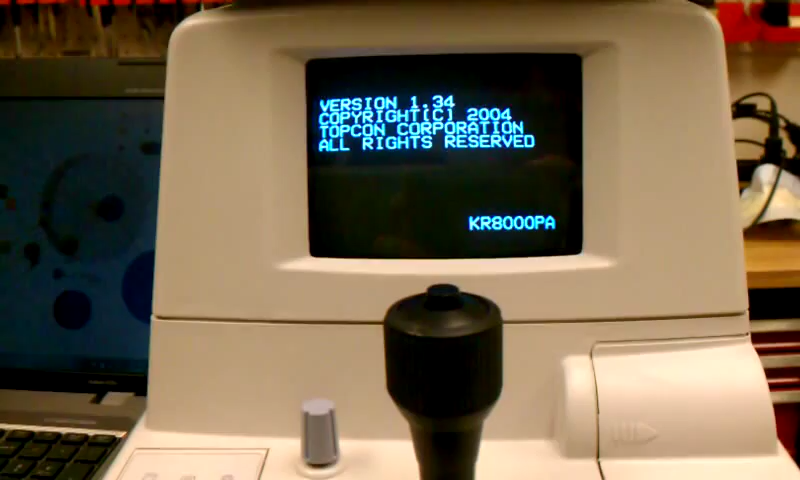 VERSION 1.34
COPYRIGHT(C) 2004
TOPCON CORPORATION
ALL RIGHTS RESERVED
KR8000PA